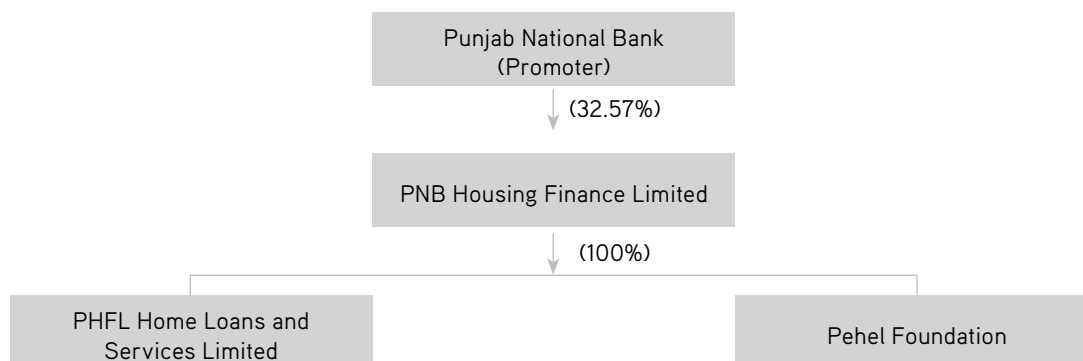 Punjab National Bank
(Promoter)
(32.57%)
PNB Housing Finance Limited
(100%)
PHFL Home Loans and
Services Limited
Pehel Foundation